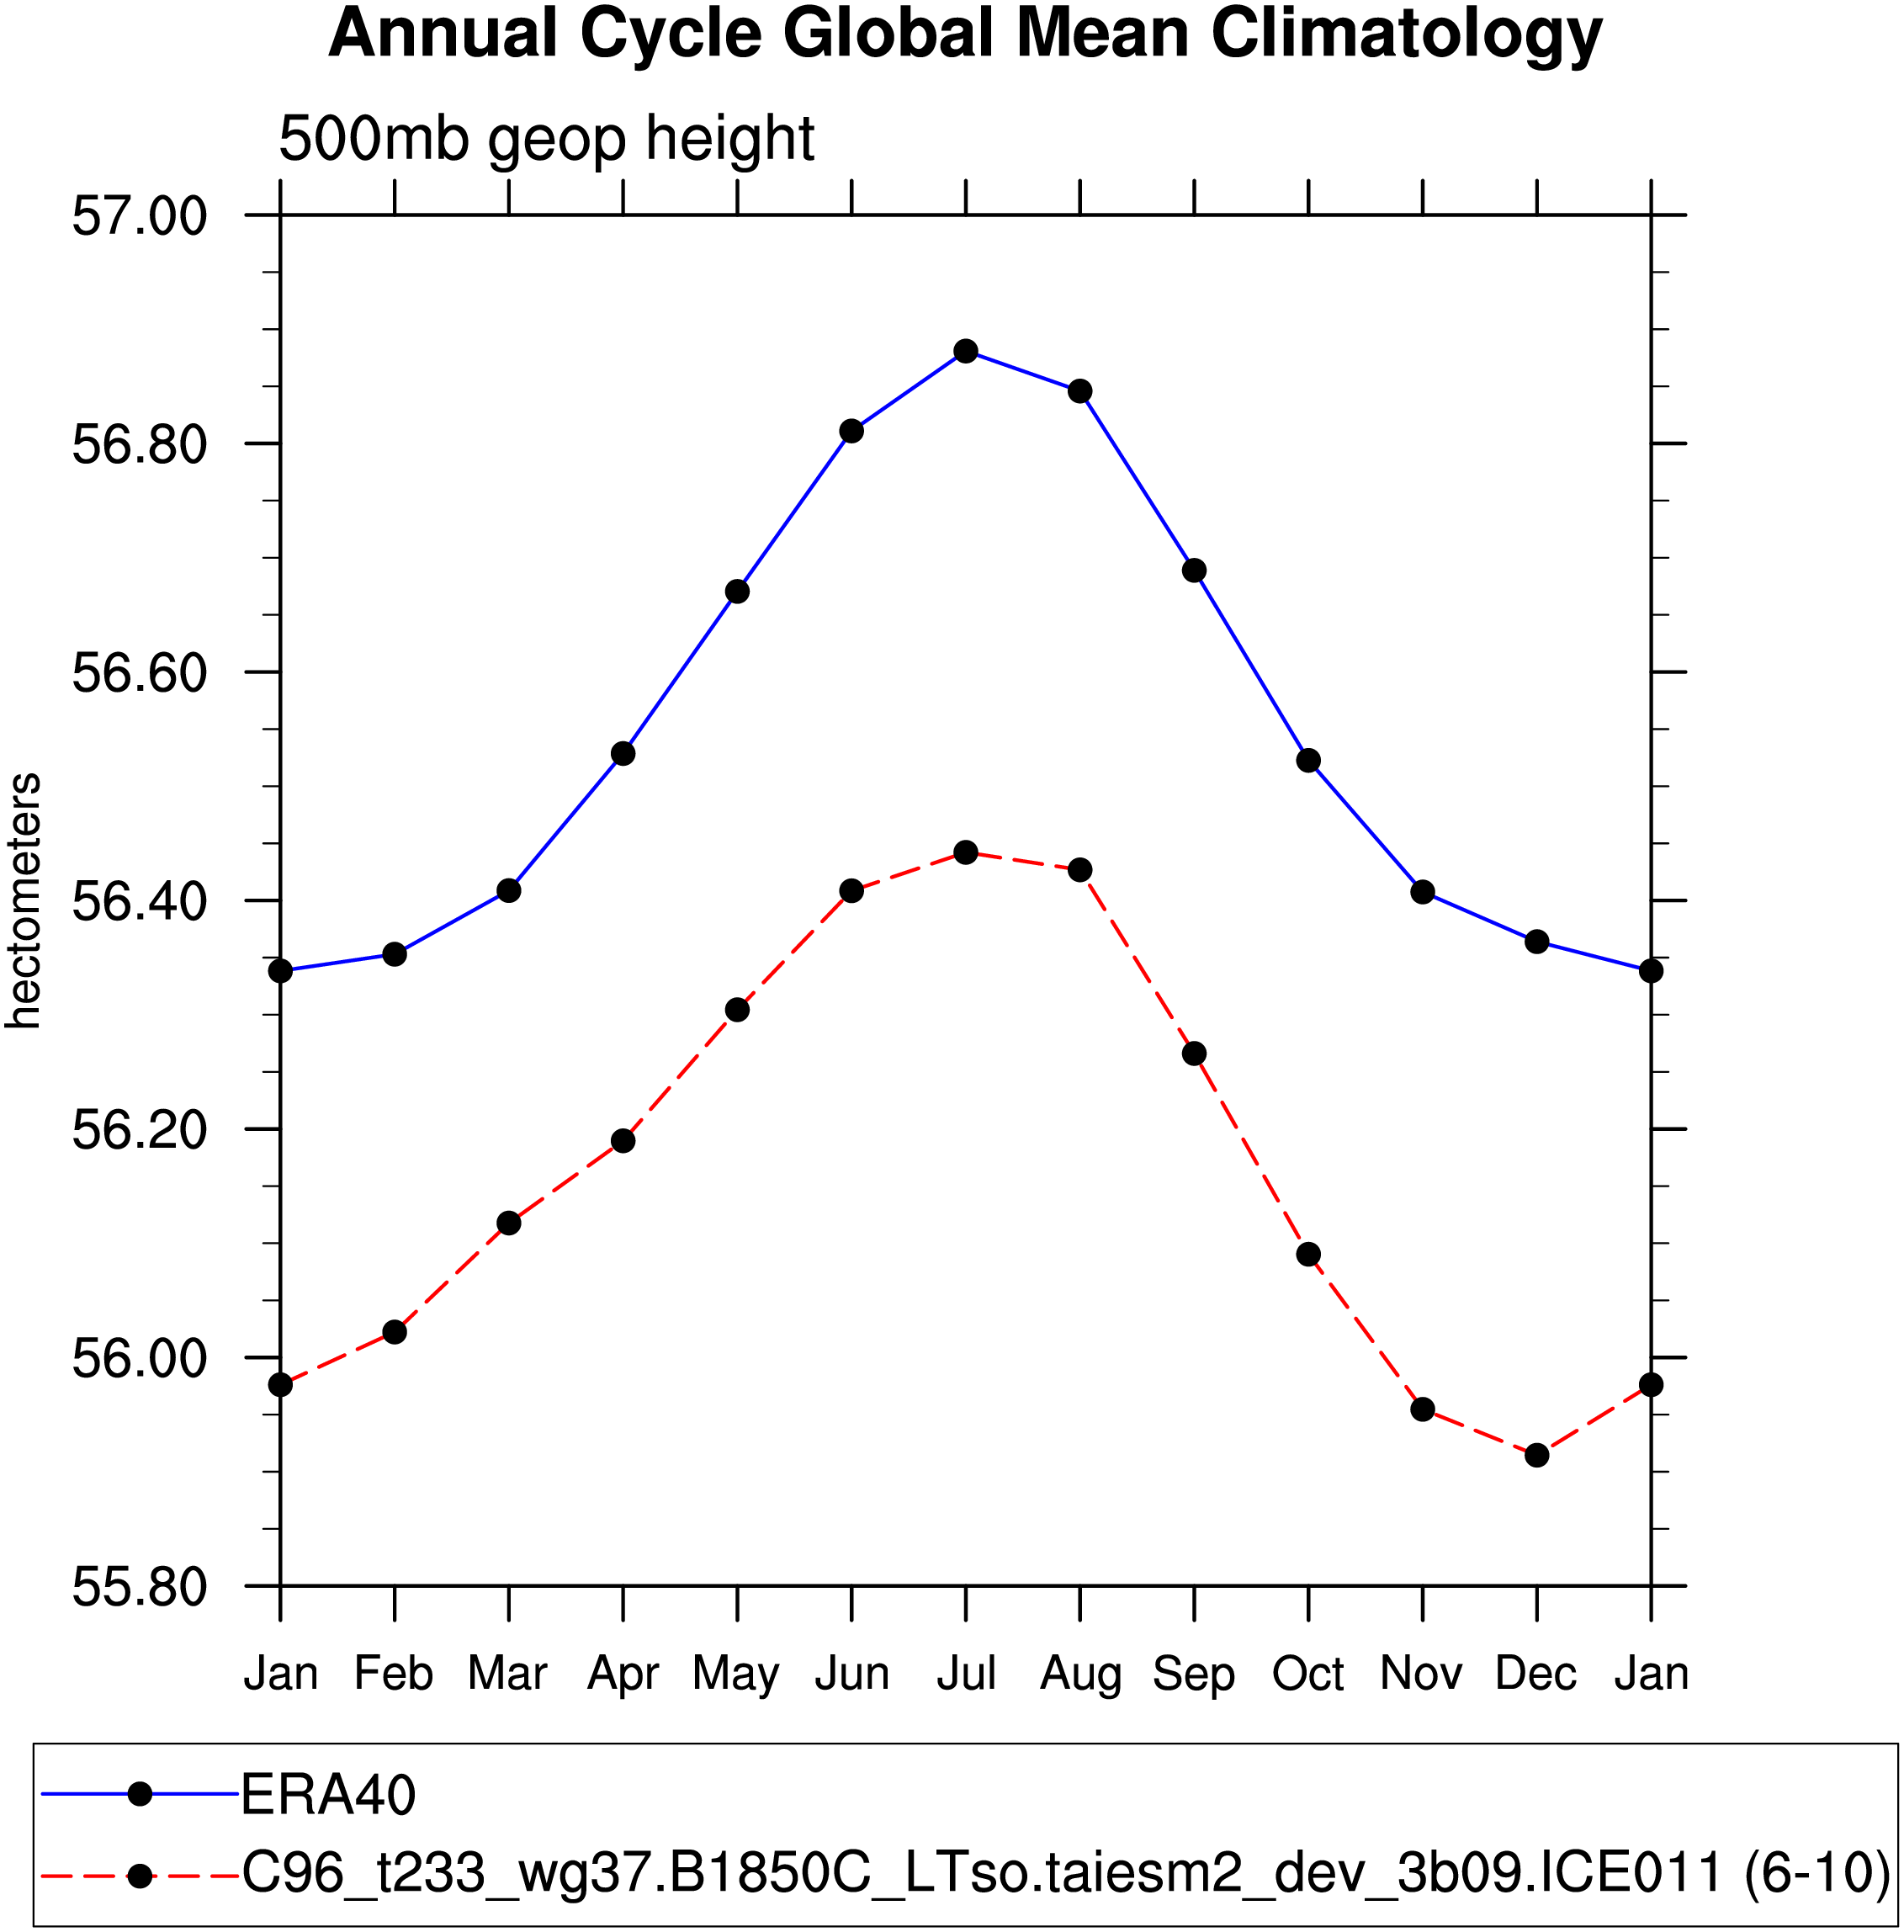 Annual Cycle Global Mean Climatology
500mb geop height
57.00
56.80
56.60
56.40
56.20
56.00
55.80
hectometers
Jan Feb Mar Apr May Jun Jul Aug Sep Oct Nov Dec Jan
ERA40
C96_t233_wg37.B1850C_LTso.taiesm2_dev_3b09.ICE011 (6-10)